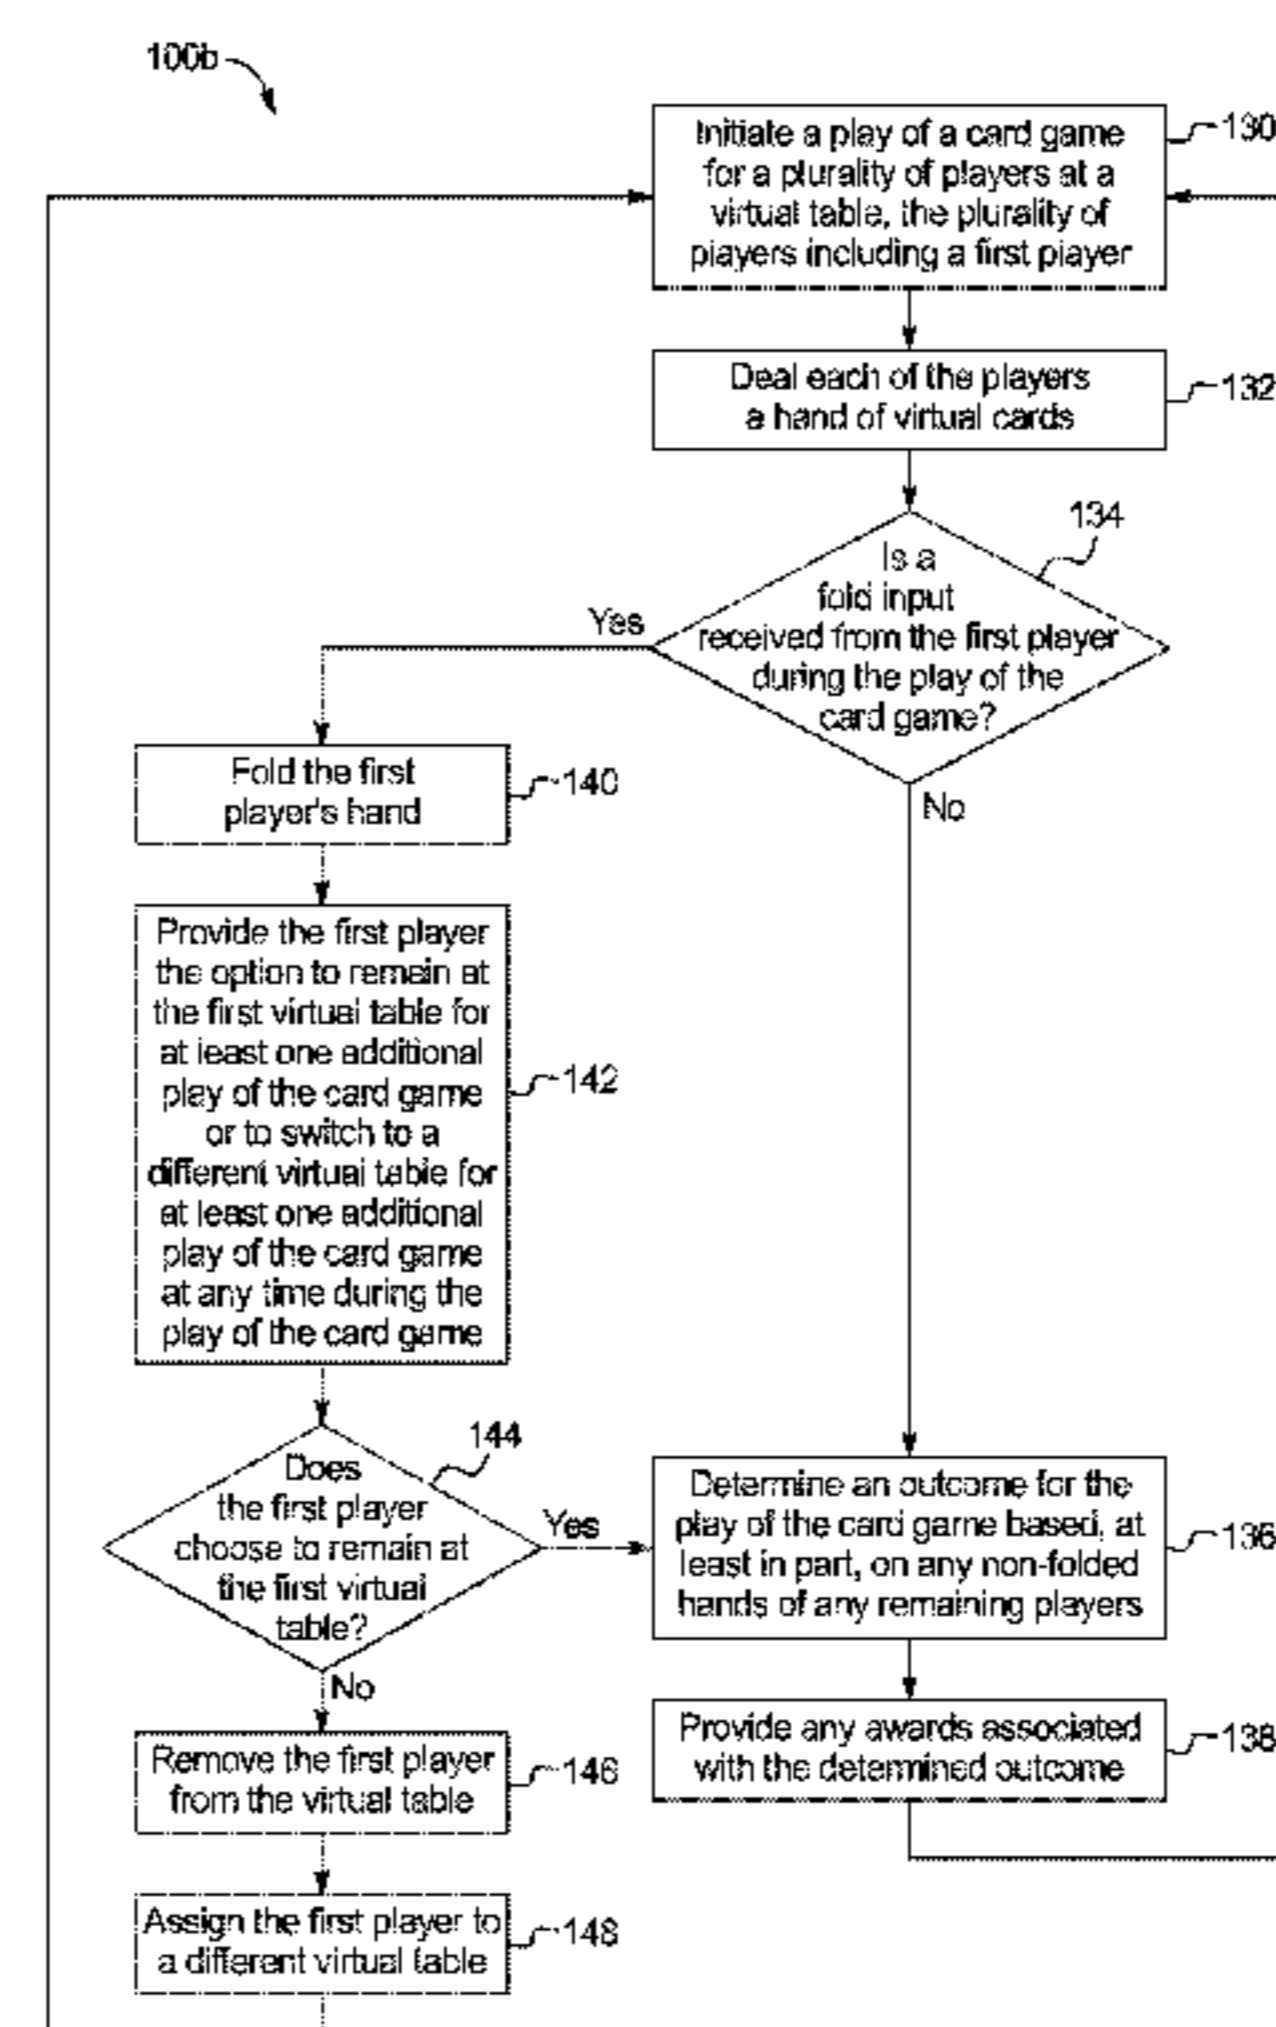 100b
Initiate a play of a card game
for a plurality of players at a
virtual table, the plurality of
players including a first player
130
Deal each of the players
a hand of virtual cards
132
134
Is a
fold input
received from the first player
during the play of the
card game?
Yes
No
Fold the first
player's hand
140
Provide the first player
the option to remain at
the first virtual table for
at least one additional
play of the card game
or to switch to a
different virtual table for
at least one additional
play of the card game
at any time during the
play of the card game
142
144
Does
the first player
choose to remain at
the first virtual
table?
Yes
No
Determine an outcome for the
play of the card game based, at
least in part, on any non-folded
hands of any remaining players
136
Provide any awards associated
with the determined outcome
138
Remove the first player
from the virtual table
146
Assign the first player to
a different virtual table
148